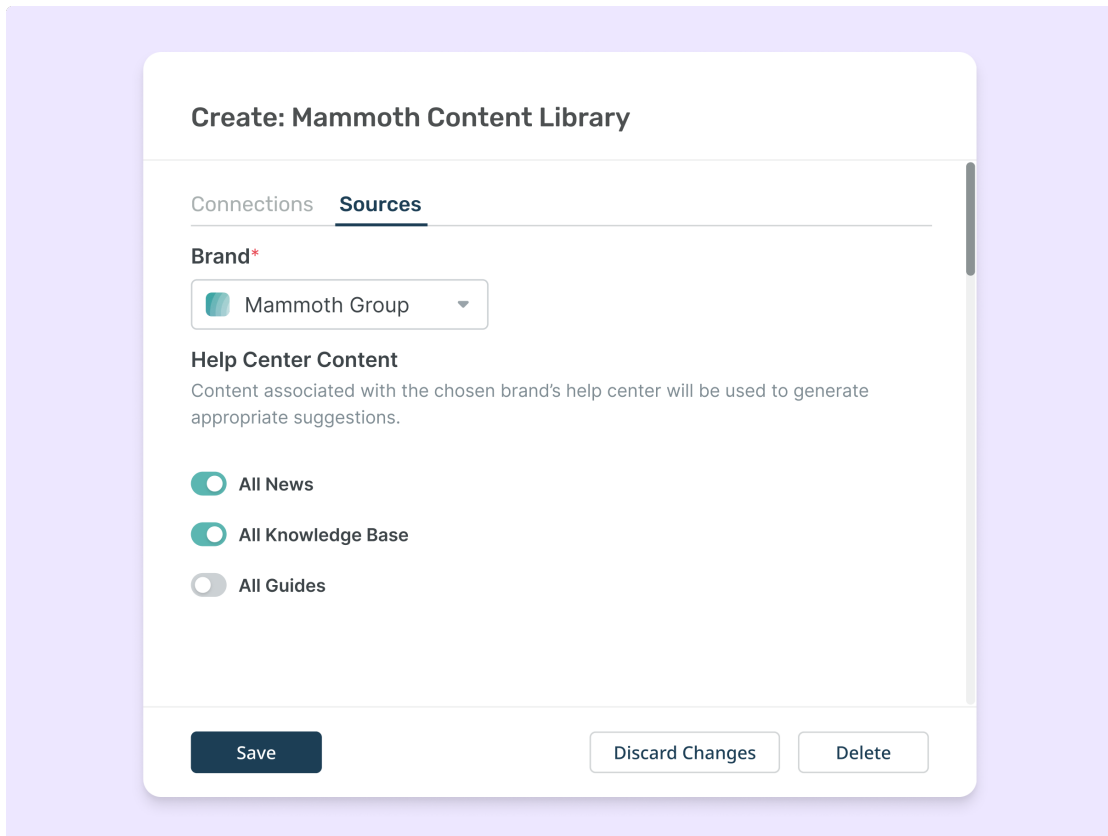 Create: Mammoth Content Library
Connections Sources
Brand*
Mammoth Group
Help Center Content
Content associated with the chosen brand’s help center will be used to generate
appropriate suggestions.
All News
All Knowledge Base
All Guides
Save Discard Changes Delete